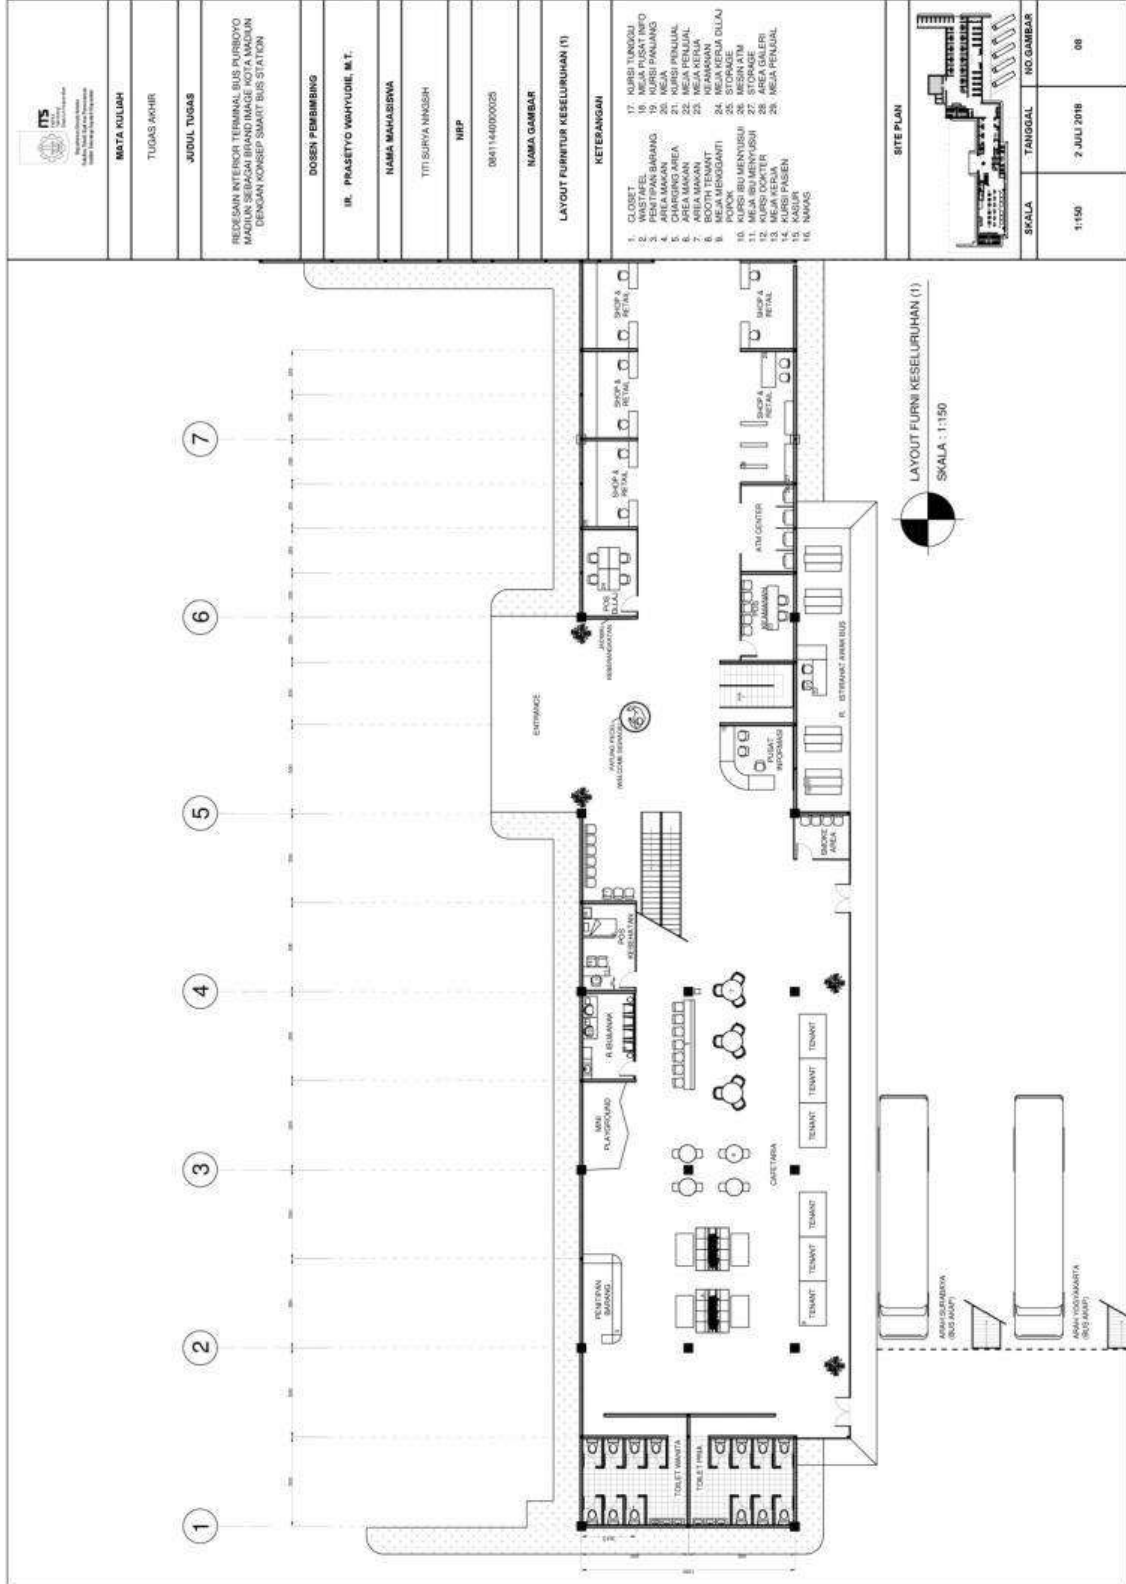 ITS
MATA KULIAH
TUGAS AKHIR
JUDUL TUGAS
REDESAIN INTERIOR TERMINAL BUS PURBOYO
MADIUN SEBAGAI BRAND IMAGE KOTA MADIUN
DENGAN KONSEP SMART BUS STATION
DOSEN PEMBIMBING
IR. PRASETYO WAHYUDIE, M.T.
NAMA MAHASISWA
TITI SURYA NINGSIH
NRP
08411440000025
NAMA GAMBAR
LAYOUT FURNITUR KESELURUHAN (1)
KETERANGAN
1. CLOSET
2. WASTAFEL
3. PENITIPAN BARANG
4. AREA MAKAN
5. CHARGING AREA
6. AREA MAKAN
7. AREA MAKAN
8. BOOTH TENANT
9. MEJA MENGGANTI
POPOK
10. KURSI IBU MENYUSUI
11. MEJA IBU MENYUSUI
12. KURSI DOKTER
13. MEJA KERJA
14. KURSI PASIEN
15. KASUR
16. NAKAS
17. KURSI TUNGGU
18. MEJA PUSAT INFO
19. KURSI PANJANG
20. MEJA
21. KURSI PENJUAL
22. MEJA PENJUAL
23. MEJA KERJA
KEAMANAN
24. MEJA KERJA DLLAJ
25. STORAGE
26. MESIN ATM
27. STORAGE
28. AREA GALERI
29. MEJA PENJUAL
SITE PLAN
SKALA
TANGGAL
NO.GAMBAR
1:150
2 JULI 2018
08
1
2
3
4
5
6
7
TOILET WANITA
TOILET PRIA
PENITIPAN
BARANG
MINI
PLAYGROUND
R. IBU&ANAK
POS
KESEHATAN
ENTRANCE
PATUNG PECEL
JADWAL
KEBERANGKATAN
POS
DLLAJ
SHOP &
RETAIL
SHOP &
RETAIL
SHOP &
RETAIL
CAFETARIA
TENANT
TENANT
TENANT
TENANT
TENANT
TENANT
SMOKE
AREA
PUSAT
INFORMASI
R. ISTIRAHAT AWAK BUS
POS
KEAMANAN
ATM CENTER
SHOP &
RETAIL
SHOP &
RETAIL
ARAH SURABAYA
(BUS AKAP)
ARAH YOGYAKARTA
(BUS AKAP)
LAYOUT FURNI KESELURUHAN (1)
SKALA : 1:150